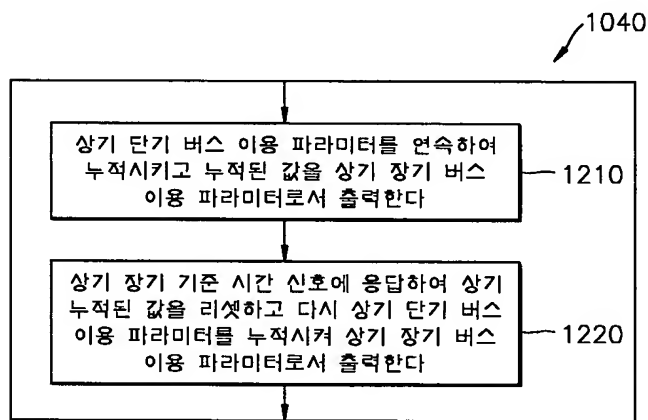 1040
상기 단기 버스 이용 파라미터를 연속하여
누적시키고 누적된 값을 상기 장기 버스
이용 파라미터로서 출력한다
1210
상기 장기 기준 시간 신호에 응답하여 상기
누적된 값을 리셋하고 다시 상기 단기 버스
이용 파라미터를 누적시켜 상기 장기 버스
이용 파라미터로서 출력한다
1220